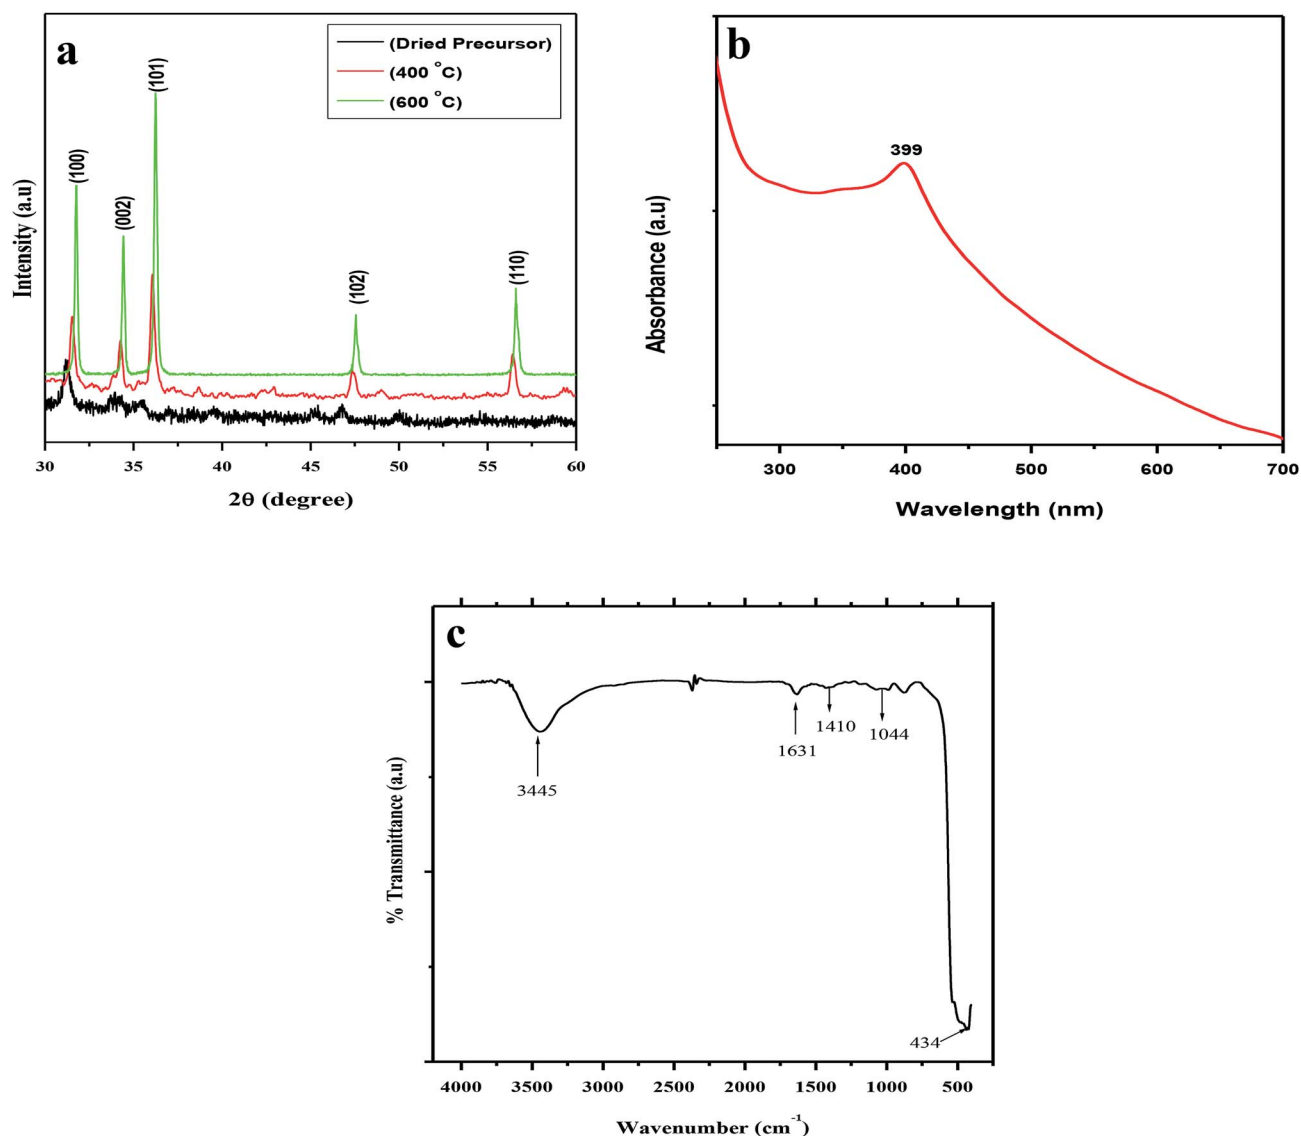 a
(Dried Precursor)
(400 °C)
(600 °C)
(100)
(002)
(101)
(102)
(110)
Intensity (a.u)
30 35 40 45 50 55 60
2θ (degree)
b
399
Absorbance (a.u)
300 400 500 600 700
Wavelength (nm)
c
3445
1631
1410
1044
434
% Transmittance (a.u)
4000 3500 3000 2500 2000 1500 1000 500
Wavenumber (cm⁻¹)